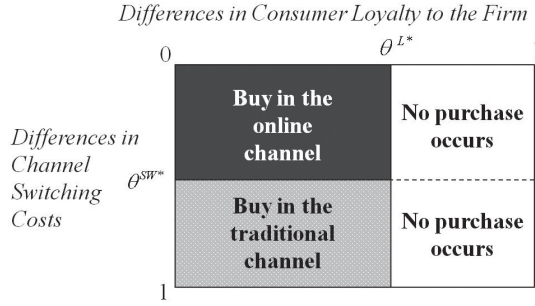 Differences in Consumer Loyalty to the Firm
0
θ^L*
Buy in the
online
channel
No purchase
occurs
Differences in
Channel
Switching
Costs
θ^SW*
Buy in the
traditional
channel
No purchase
occurs
1